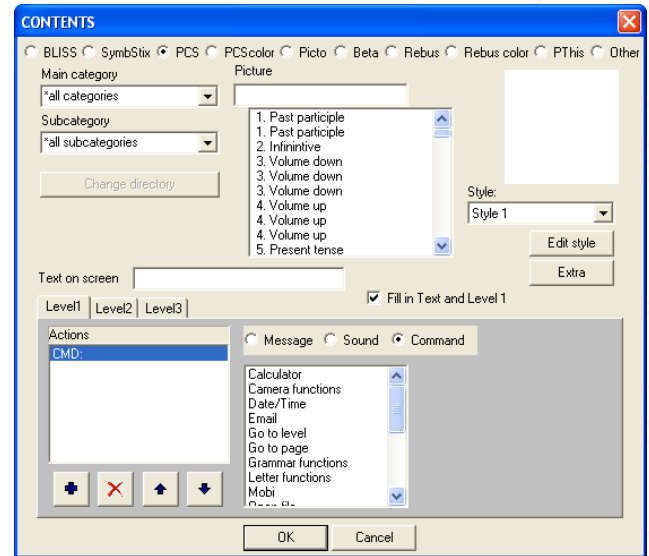 CONTENTS
BLISS SymbStix PCS PCScolor Picto Beta Rebus Rebus color PThis Other
Main category
*all categories
Subcategory
*all subcategories
Change directory
Picture
1. Past participle
1. Past participle
2. Infinintive
3. Volume down
3. Volume down
3. Volume down
4. Volume up
4. Volume up
4. Volume up
5. Present tense
Style:
Style 1
Edit style
Extra
Text on screen
Fill in Text and Level 1
Level1 Level2 Level3
Actions
CMD:
Message Sound Command
Calculator
Camera functions
Date/Time
Email
Go to level
Go to page
Grammar functions
Letter functions
Mobi
OK Cancel